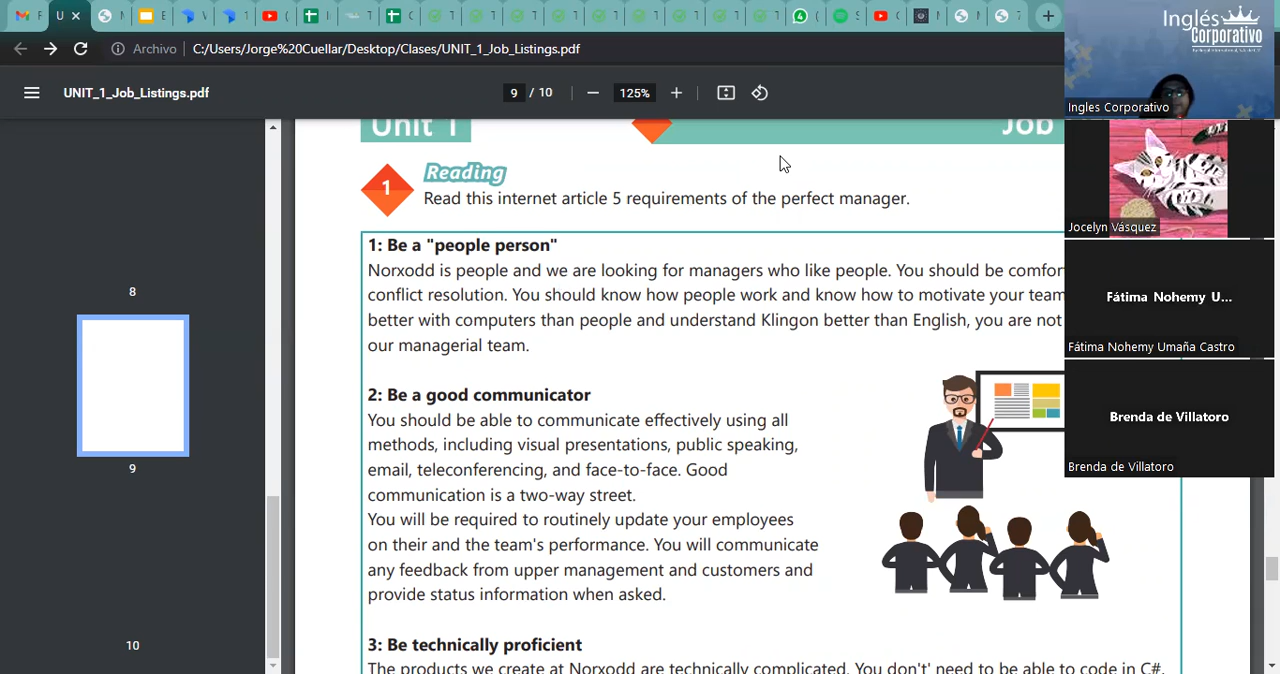 Archivo C:/Users/Jorge%20Cuellar/Desktop/Clases/UNIT_1_Job_Listings.pdf
UNIT_1_Job_Listings.pdf
9 / 10
125%
Inglés
Corporativo
Ingles Corporativo
Jocelyn Vásquez
Fátima Nohemy U...
Fátima Nohemy Umaña Castro
Brenda de Villatoro
Brenda de Villatoro
8
9
10
Unit 1
Job
1
Reading
Read this internet article 5 requirements of the perfect manager.
1: Be a "people person"
Norxodd is people and we are looking for managers who like people. You should be comfor
conflict resolution. You should know how people work and know how to motivate your team
better with computers than people and understand Klingon better than English, you are not
our managerial team.
2: Be a good communicator
You should be able to communicate effectively using all
methods, including visual presentations, public speaking,
email, teleconferencing, and face-to-face. Good
communication is a two-way street.
You will be required to routinely update your employees
on their and the team's performance. You will communicate
any feedback from upper management and customers and
provide status information when asked.
3: Be technically proficient
The products we create at Norxodd are technically complicated. You don't' need to be able to code in C#,